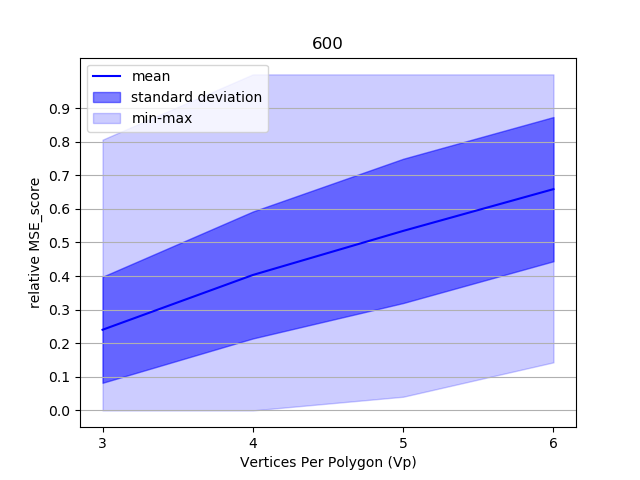 600
mean
standard deviation
min-max
relative MSE_score
0.9
0.8
0.7
0.6
0.5
0.4
0.3
0.2
0.1
0.0
3 4 5 6
Vertices Per Polygon (Vp)